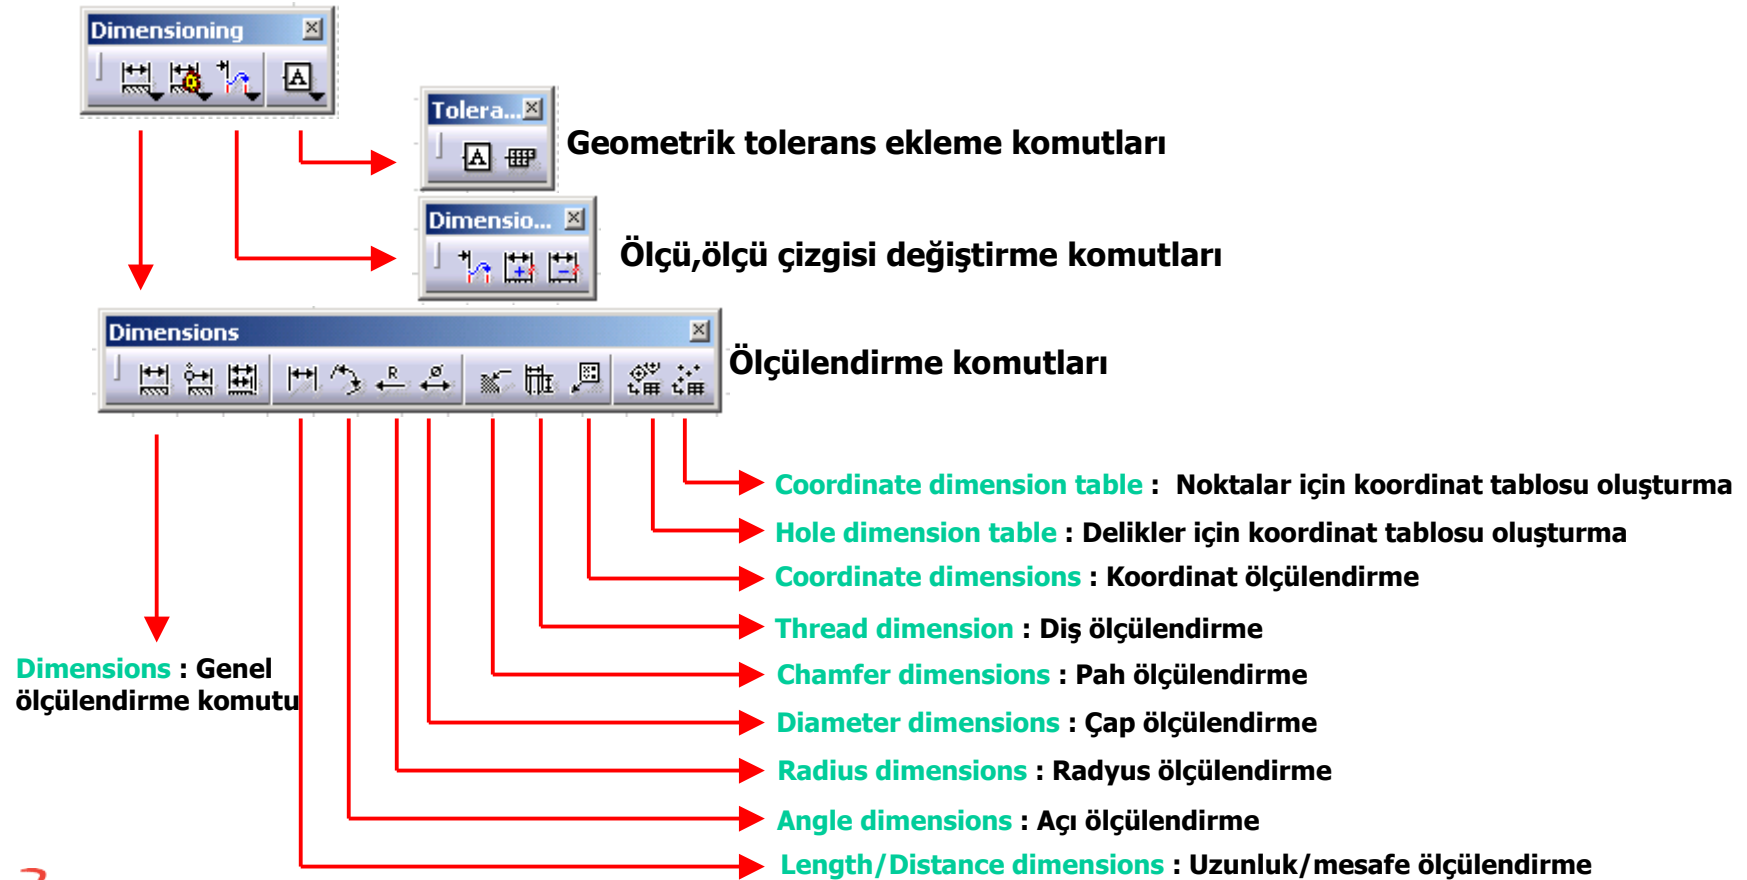 Dimensioning
Tolera...
Geometrik tolerans ekleme komutları
Dimensio...
Ölçü,ölçü çizgisi değiştirme komutları
Dimensions
Ölçülendirme komutları
Coordinate dimension table : Noktalar için koordinat tablosu oluşturma
Hole dimension table : Delikler için koordinat tablosu oluşturma
Coordinate dimensions : Koordinat ölçülendirme
Thread dimension : Diş ölçülendirme
Dimensions : Genel
ölçülendirme komutu
Chamfer dimensions : Pah ölçülendirme
Diameter dimensions : Çap ölçülendirme
Radius dimensions : Radyus ölçülendirme
Angle dimensions : Açı ölçülendirme
Length/Distance dimensions : Uzunluk/mesafe ölçülendirme